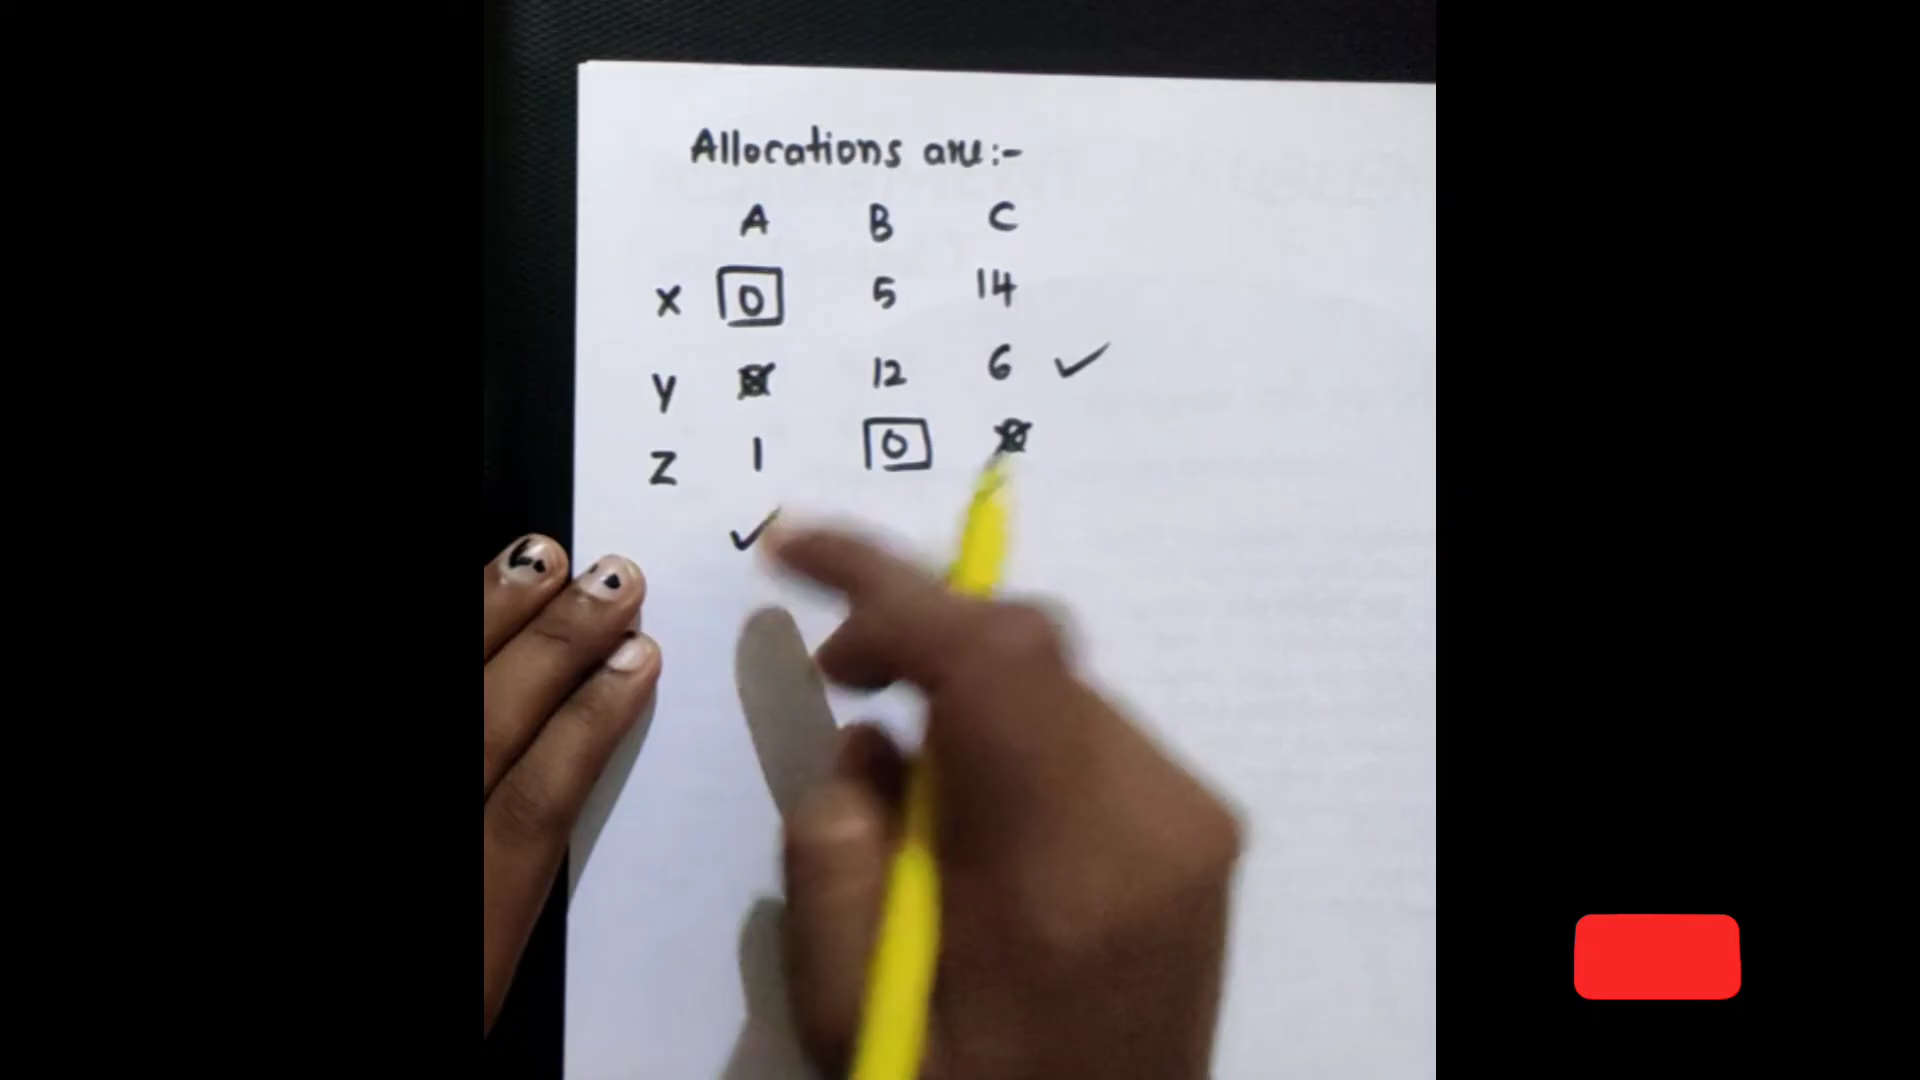 Allocations are:-
A B C
X 0 5 14
Y 0 12 6 ✓
Z 1 0 0
✓